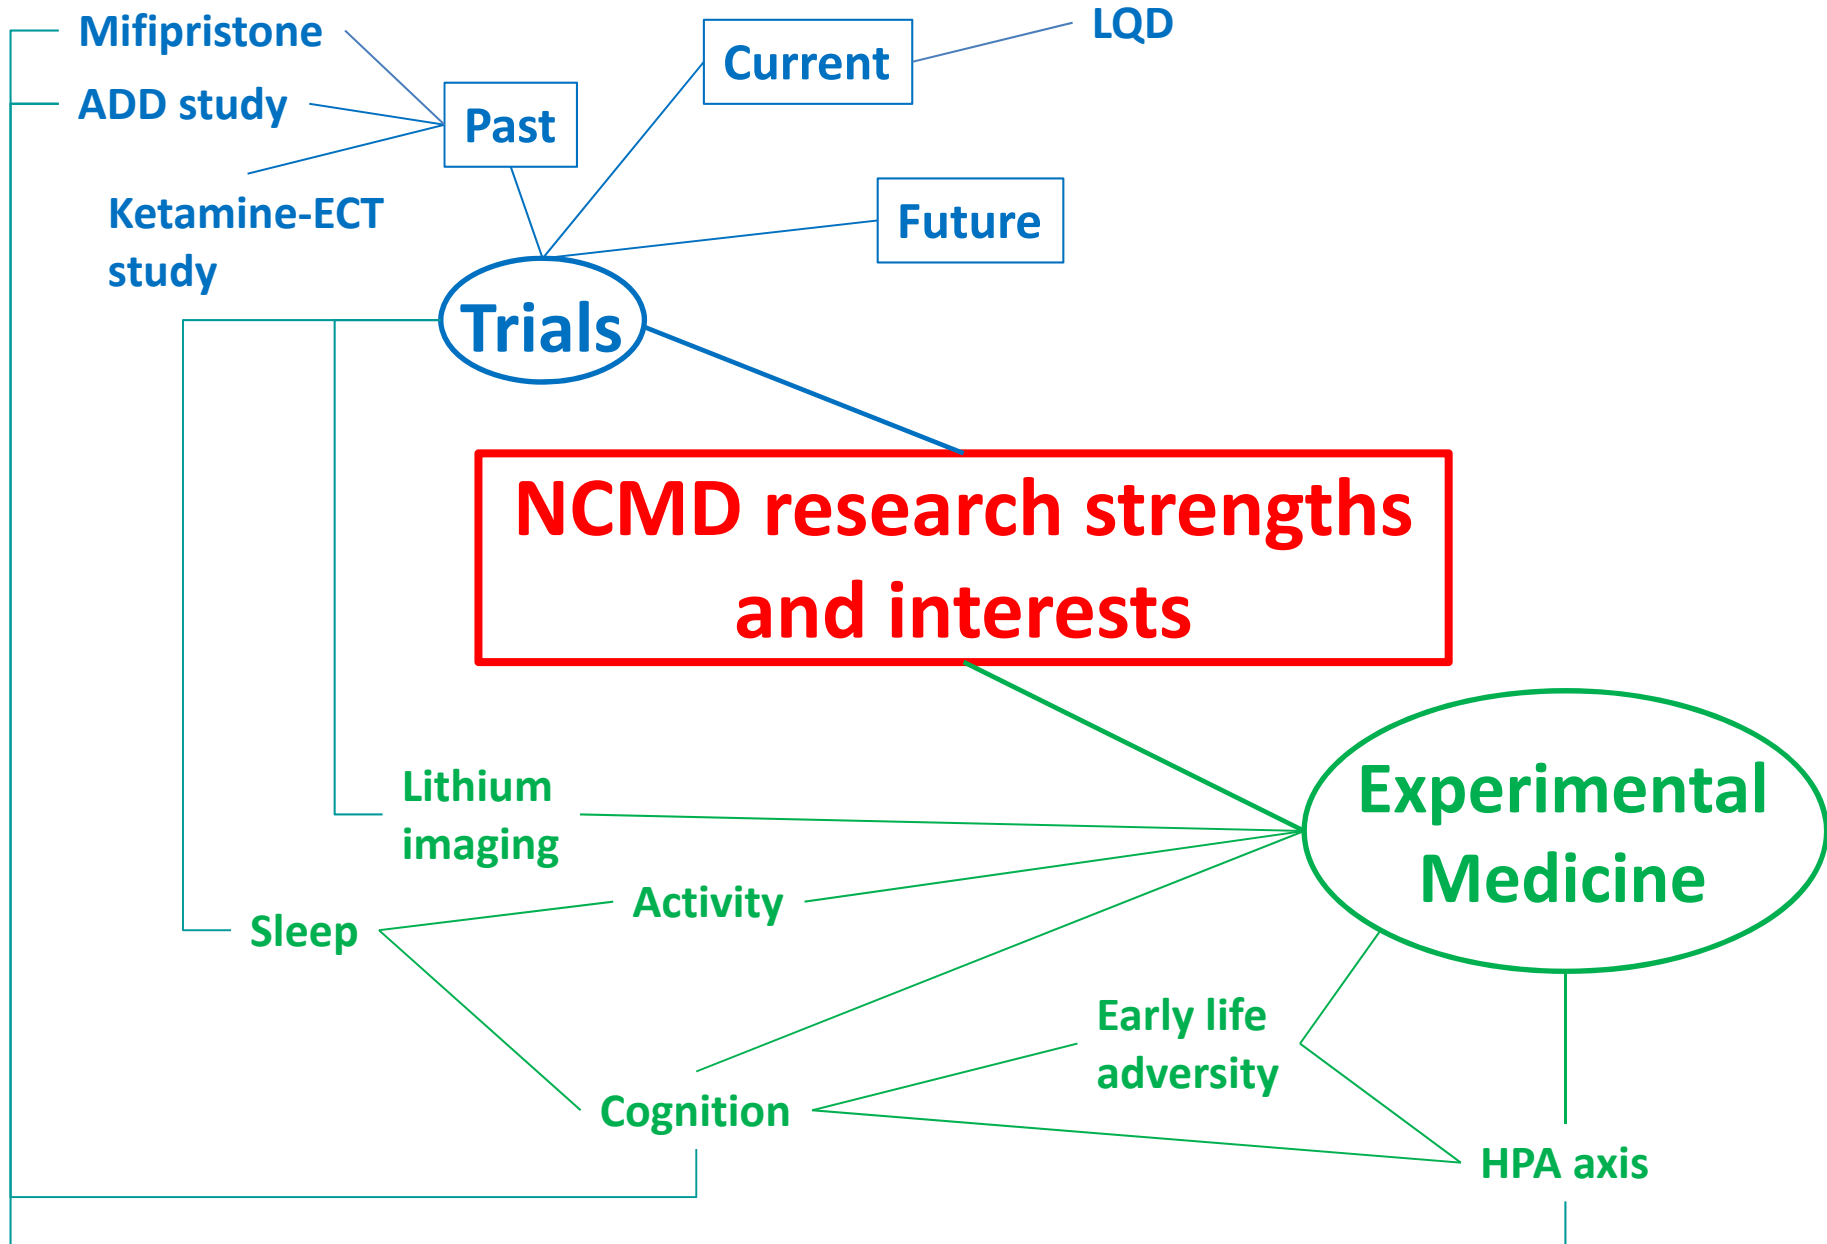 Mifipristone
ADD study
Ketamine-ECT
study
Past
Current
LQD
Future
Trials
NCMD research strengths
and interests
Experimental
Medicine
Lithium
imaging
Activity
Sleep
Early life
adversity
Cognition
HPA axis